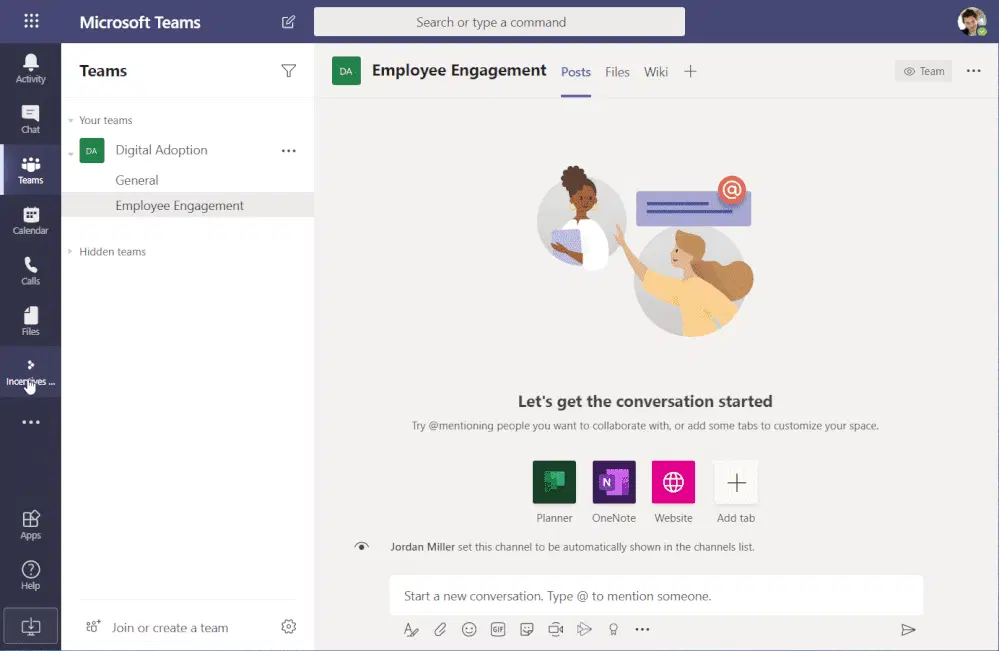 Microsoft Teams
Search or type a command
Activity
Chat
Teams
Calendar
Calls
Files
Incentives ...
Apps
Help
Teams
Your teams
DA Digital Adoption
General
Employee Engagement
Hidden teams
Join or create a team
DA Employee Engagement Posts Files Wiki
Team
@
Let's get the conversation started
Try @mentioning people you want to collaborate with, or add some tabs to customize your space.
N
Planner OneNote Website Add tab
Jordan Miller set this channel to be automatically shown in the channels list.
Start a new conversation. Type @ to mention someone.
GIF